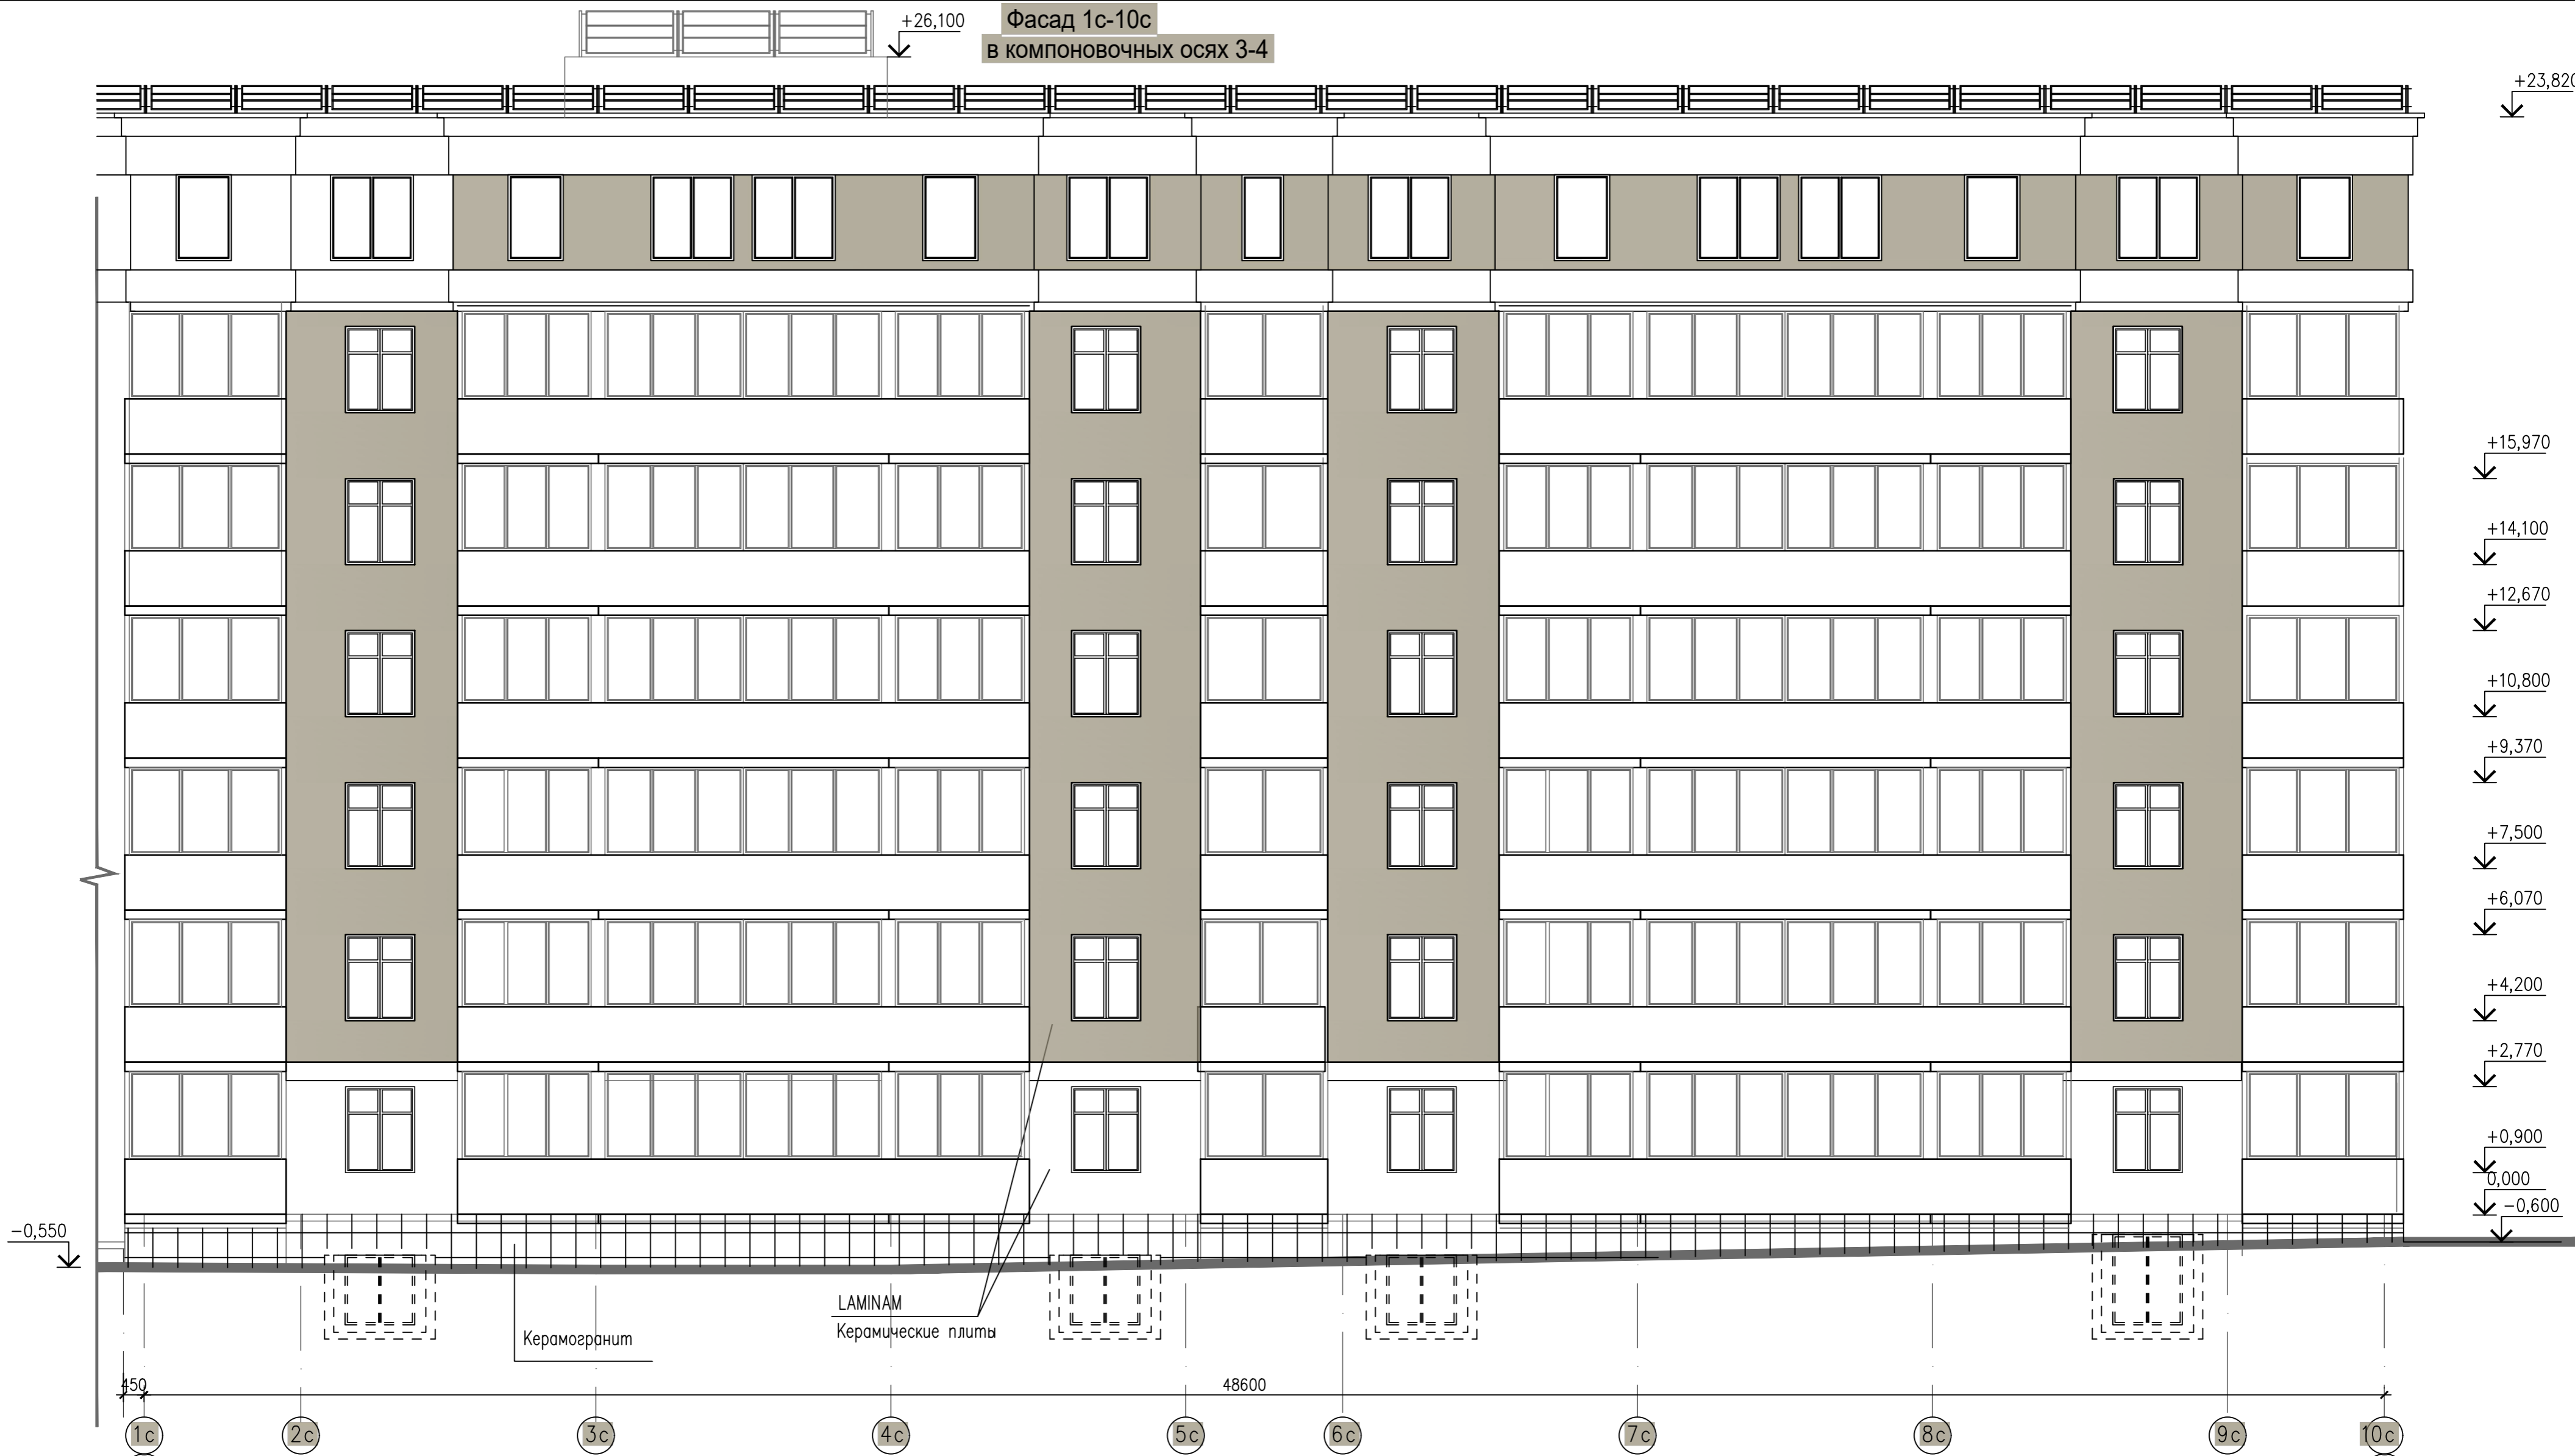 +26,100
Фасад 1с-10с
в компоновочных осях 3-4
+23,820
+15,970
+14,100
+12,670
+10,800
+9,370
+7,500
+6,070
+4,200
+2,770
+0,900
0,000
-0,600
-0,550
LAMINAM
Керамические плиты
Керамогранит
450
48600
1с 2с 3с 4с 5с 6с 7с 8с 9с 10с